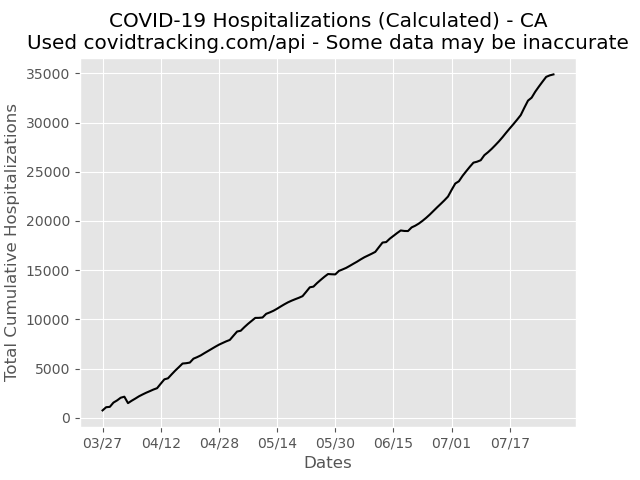 COVID-19 Hospitalizations (Calculated) - CA
Used covidtracking.com/api - Some data may be inaccurate
Total Cumulative Hospitalizations
35000
30000
25000
20000
15000
10000
5000
0
03/27 04/12 04/28 05/14 05/30 06/15 07/01 07/17
Dates